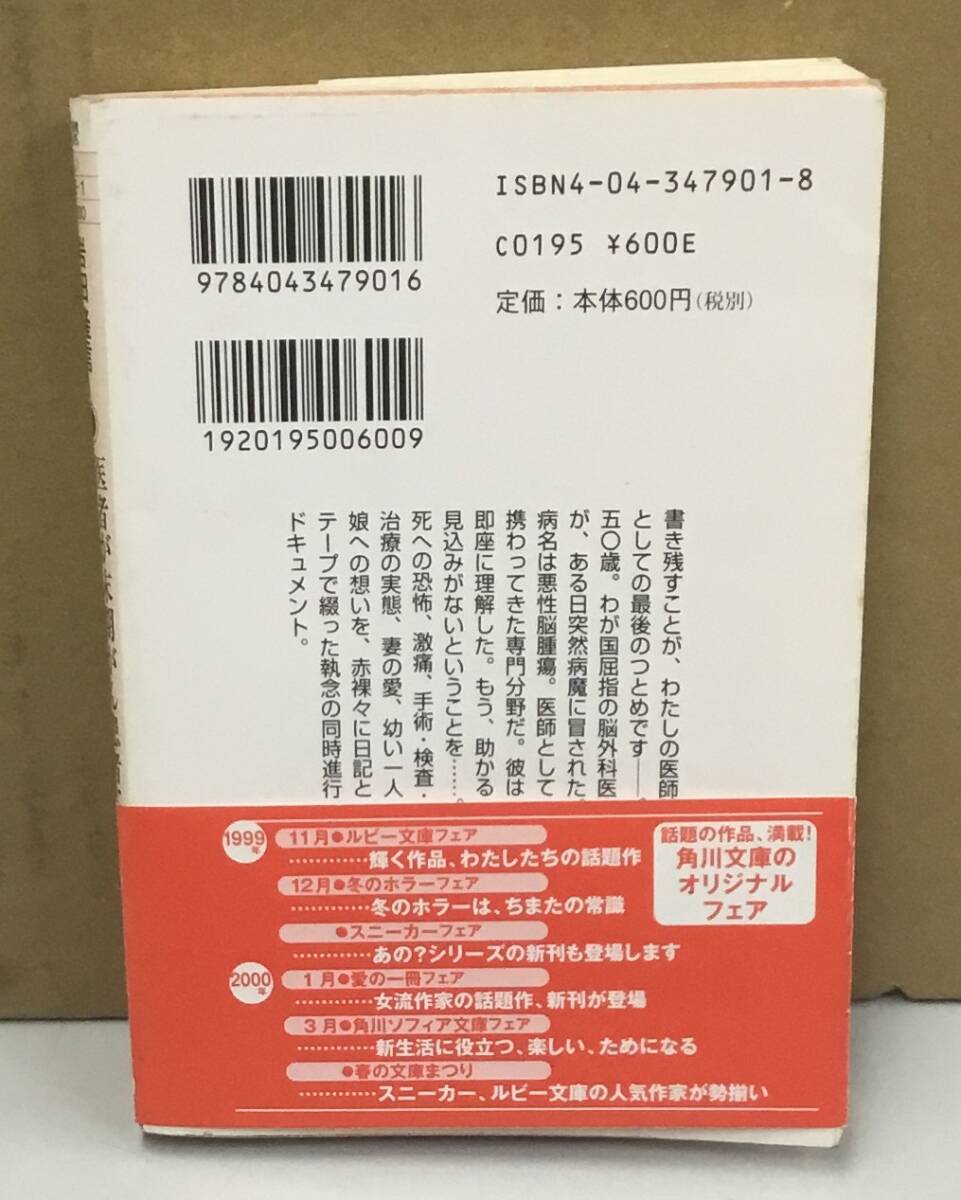 ISBN4-04-347901-8
C0195 ¥600E
定価：本体600円(税別)
9784043479016
1920195006009
書き残すことが、わたしの医師
としての最後のつとめです――。
五〇歳。わが国屈指の脳外科医
が、ある日突然病魔に冒された。
病名は悪性脳腫瘍。医師として
携わってきた専門分野だ。彼は
即座に理解した。もう、助かる
見込みがないということを……。
死への恐怖、激痛、手術・検査・
治療の実態、妻の愛、幼い一人
娘への想いを、赤裸々に日記と
テープで綴った執念の同時進行
ドキュメント。
話題の作品、満載!
角川文庫の
オリジナル
フェア
1999年
11月●ルビー文庫フェア
…………輝く作品、わたしたちの話題作
12月●冬のホラーフェア
…………冬のホラーは、ちまたの常識
●スニーカーフェア
…………あの?シリーズの新刊も登場します
2000年
1月●愛の一冊フェア
…………女流作家の話題作、新刊が登場
3月●角川ソフィア文庫フェア
…………新生活に役立つ、楽しい、ためになる
●春の文庫まつり
…………スニーカー、ルビー文庫の人気作家が勢揃い